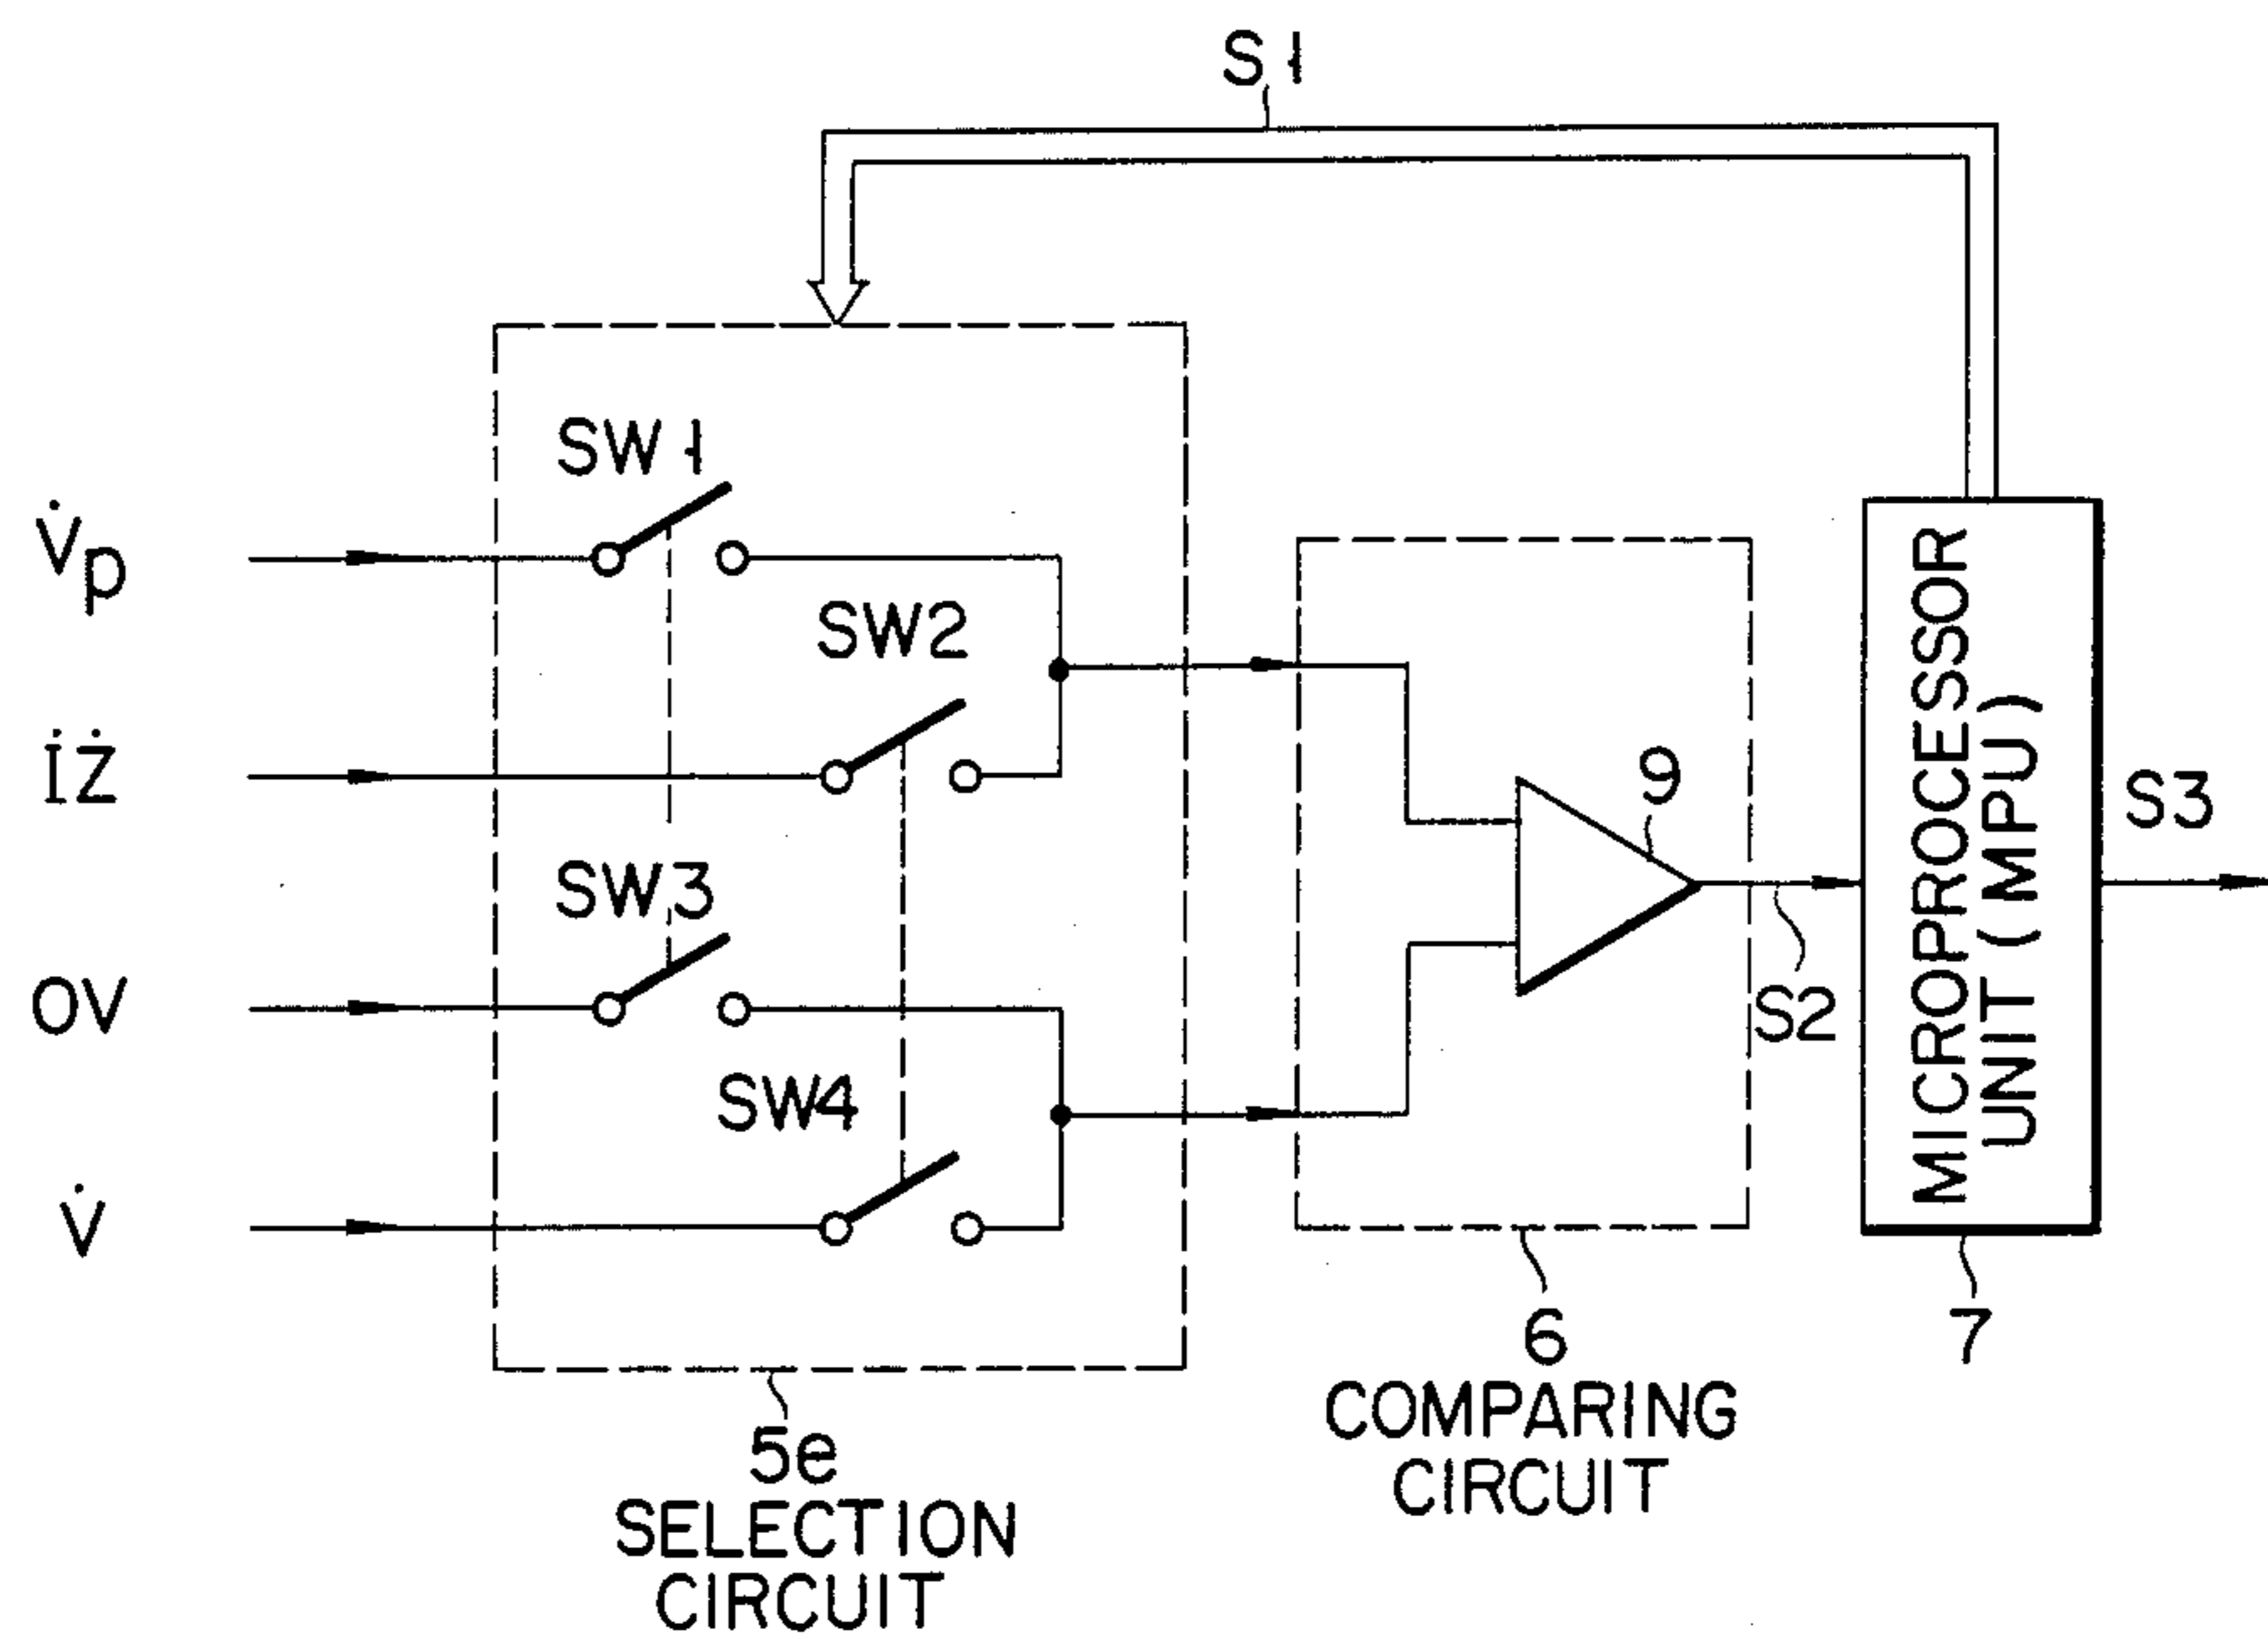 S1
SW1
V̇p
SW2
İŻ
9
S3
SW3
0V
S2
SW4
V̇
MICROPROCESSOR
UNIT (MPU)
6
COMPARING
CIRCUIT
7
5e
SELECTION
CIRCUIT